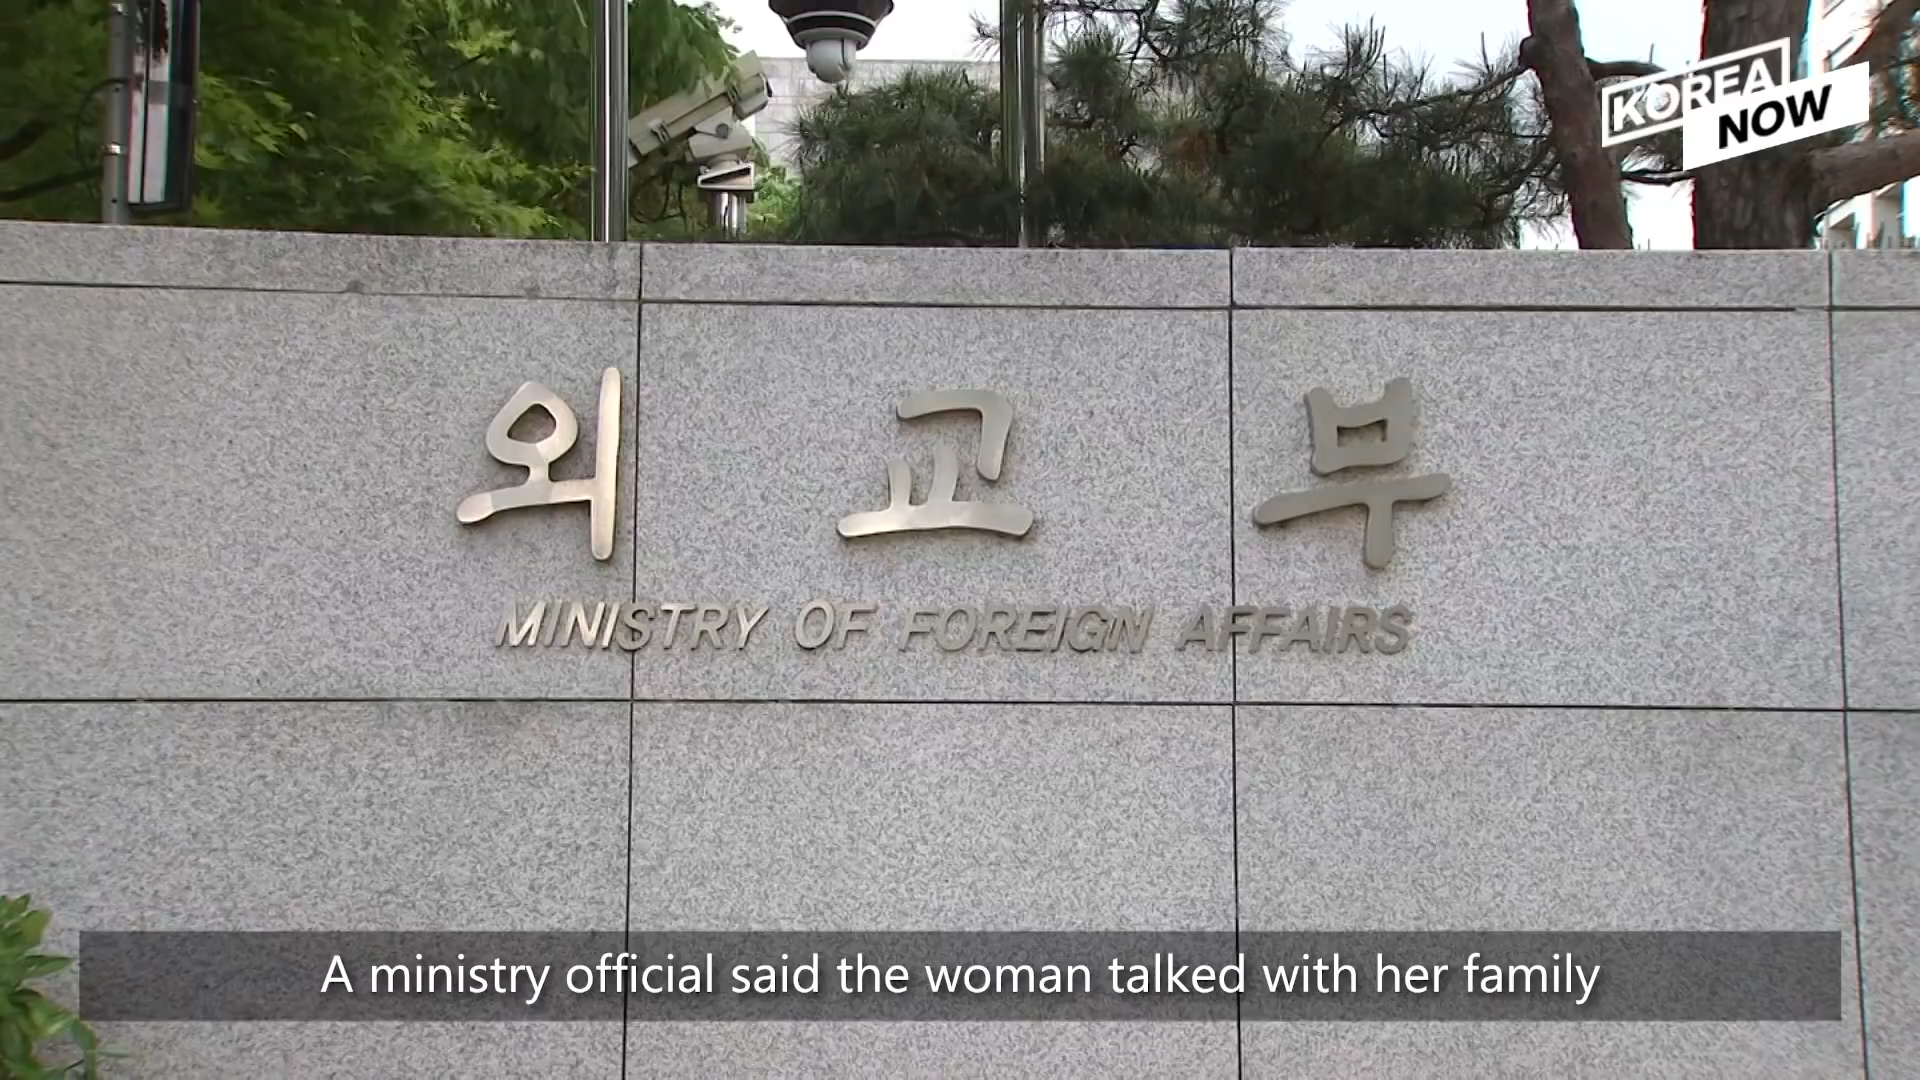 KOREA
NOW
외교부
MINISTRY OF FOREIGN AFFAIRS
A ministry official said the woman talked with her family